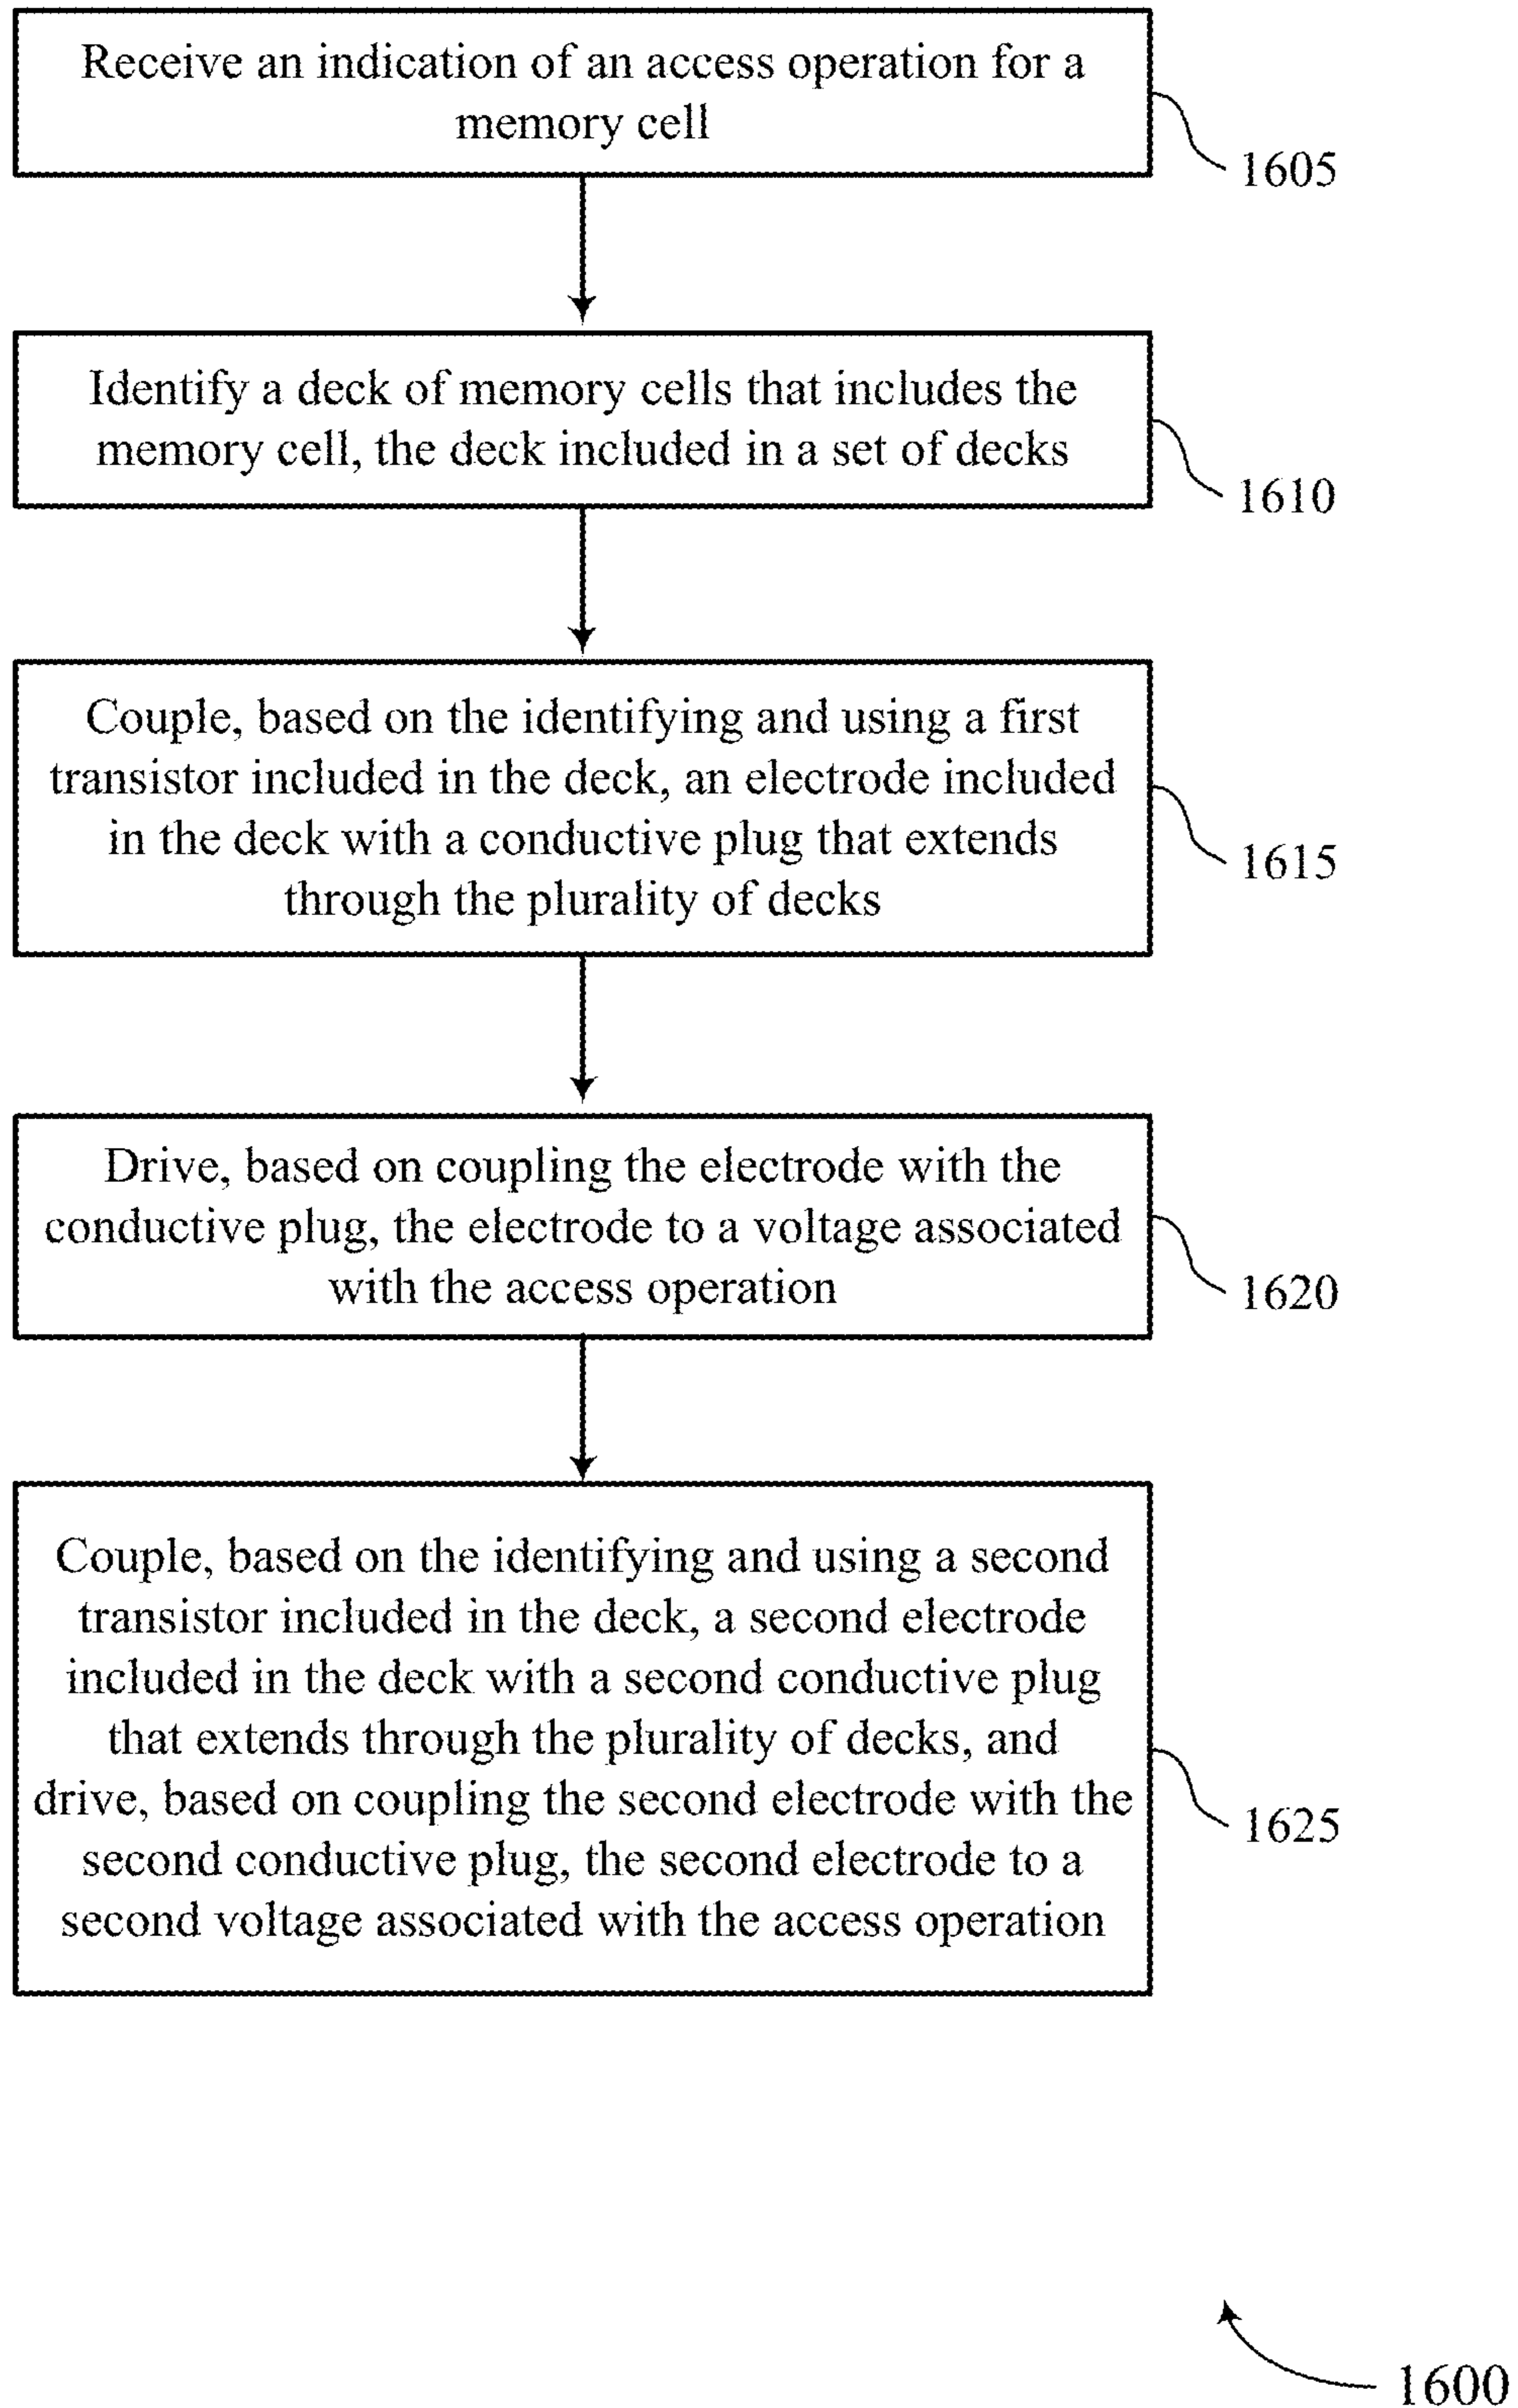 Receive an indication of an access operation for a
memory cell
1605
Identify a deck of memory cells that includes the
memory cell, the deck included in a set of decks
1610
Couple, based on the identifying and using a first
transistor included in the deck, an electrode included
in the deck with a conductive plug that extends
through the plurality of decks
1615
Drive, based on coupling the electrode with the
conductive plug, the electrode to a voltage associated
with the access operation
1620
Couple, based on the identifying and using a second
transistor included in the deck, a second electrode
included in the deck with a second conductive plug
that extends through the plurality of decks, and
drive, based on coupling the second electrode with the
second conductive plug, the second electrode to a
second voltage associated with the access operation
1625
1600